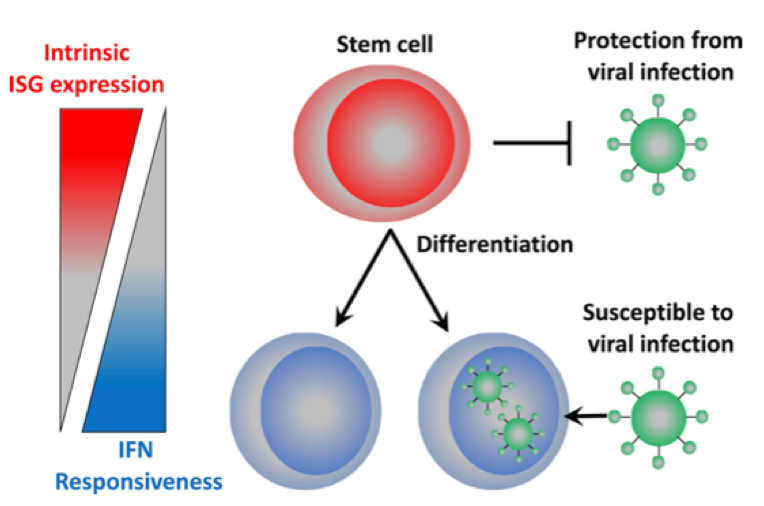 Intrinsic
ISG expression
Stem cell
Protection from
viral infection
Differentiation
Susceptible to
viral infection
IFN
Responsiveness